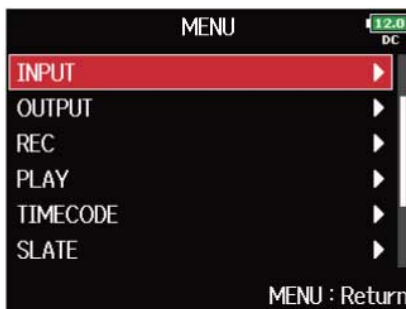 MENU
12.0
DC
INPUT
OUTPUT
REC
PLAY
TIMECODE
SLATE
MENU : Return